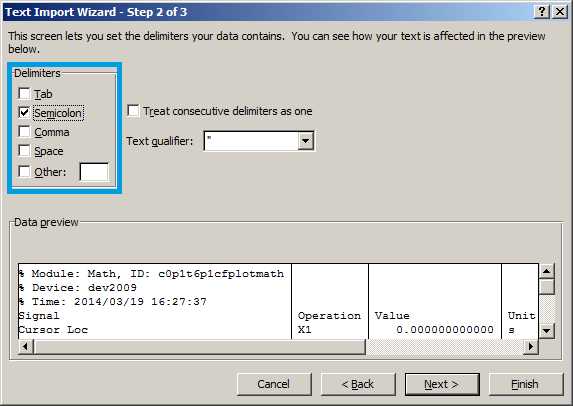 Text Import Wizard - Step 2 of 3
This screen lets you set the delimiters your data contains. You can see how your text is affected in the preview
below.
Delimiters
Tab
Semicolon
Comma
Space
Other:
Treat consecutive delimiters as one
Text qualifier: "
Data preview
% Module: Math, ID: c0p1t6p1cfplotmath
% Device: dev2009
% Time: 2014/03/19 16:27:37
Signal Operation Value Unit
Cursor Loc X1 0.000000000000 s
Cancel < Back Next > Finish